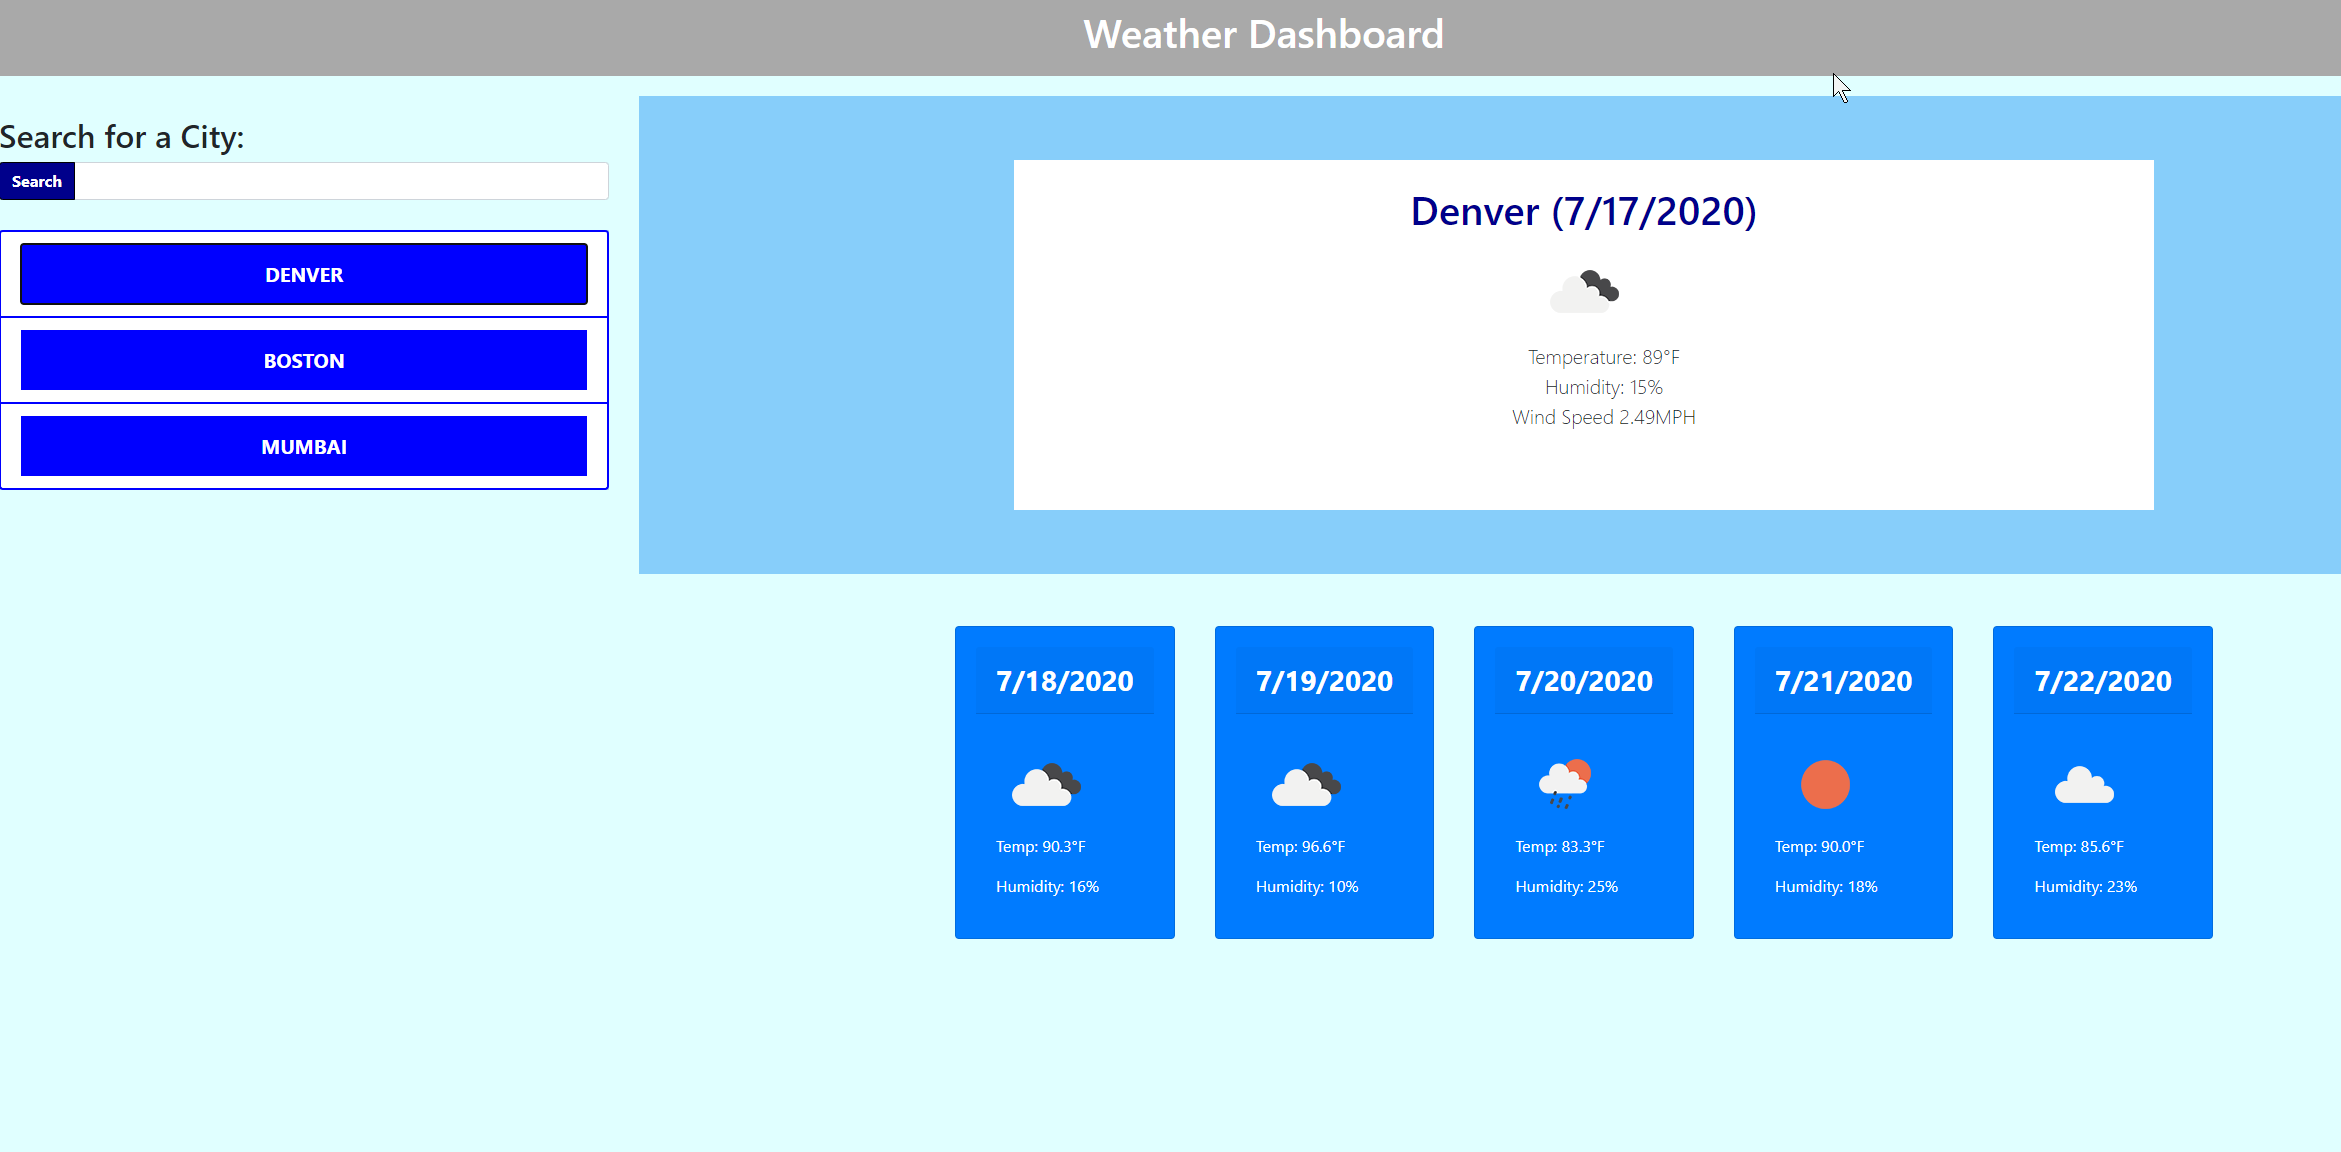 Weather Dashboard
Search for a City:
Search
DENVER
BOSTON
MUMBAI
Denver (7/17/2020)
Temperature: 89°F
Humidity: 15%
Wind Speed 2.49MPH
7/18/2020
Temp: 90.3°F
Humidity: 16%
7/19/2020
Temp: 96.6°F
Humidity: 10%
7/20/2020
Temp: 83.3°F
Humidity: 25%
7/21/2020
Temp: 90.0°F
Humidity: 18%
7/22/2020
Temp: 85.6°F
Humidity: 23%